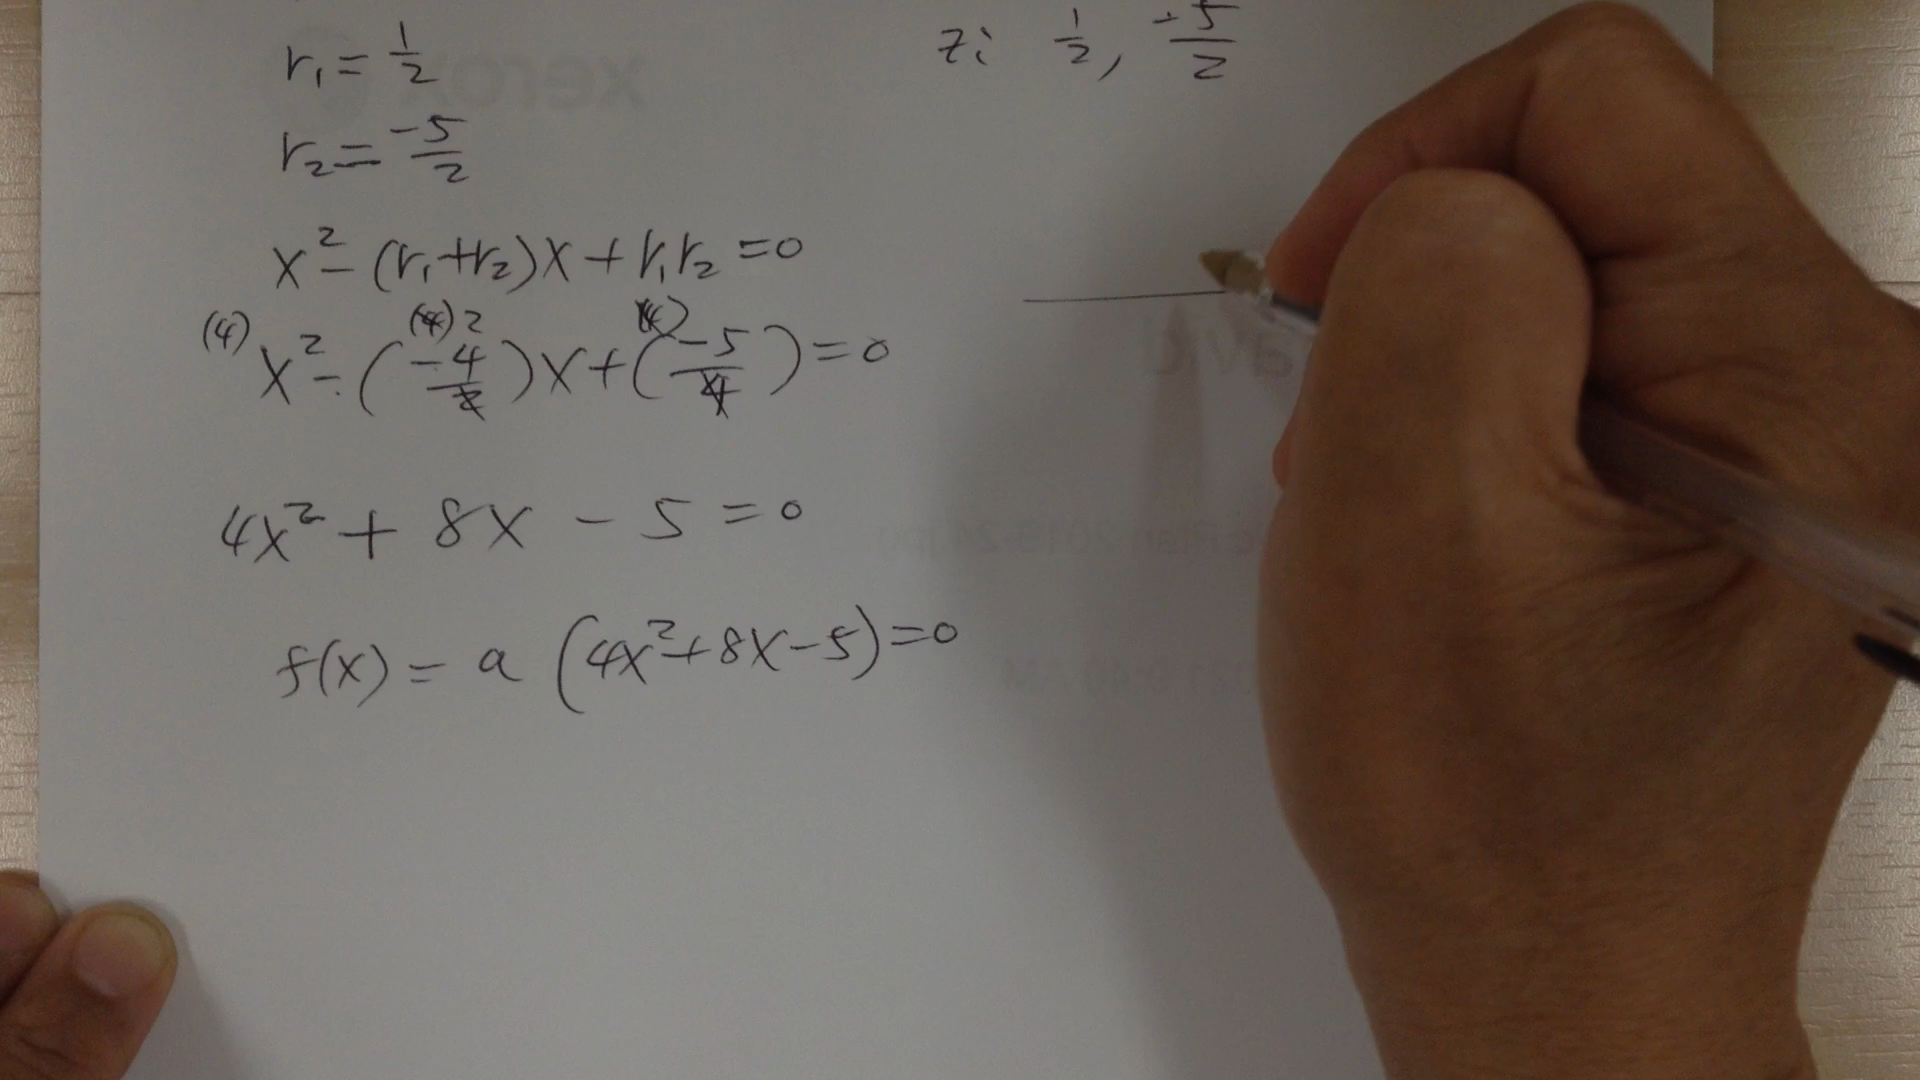 r₁ = 1/2
z: 1/2, -5/2
r₂ = -5/2
x² - (r₁+r₂)x + r₁r₂ = 0
(4) (4) 2 (4)
x² - (-4/2)x + (-5/4) = 0
4x² + 8x - 5 = 0
f(x) = a (4x²+8x-5) = 0
xerox